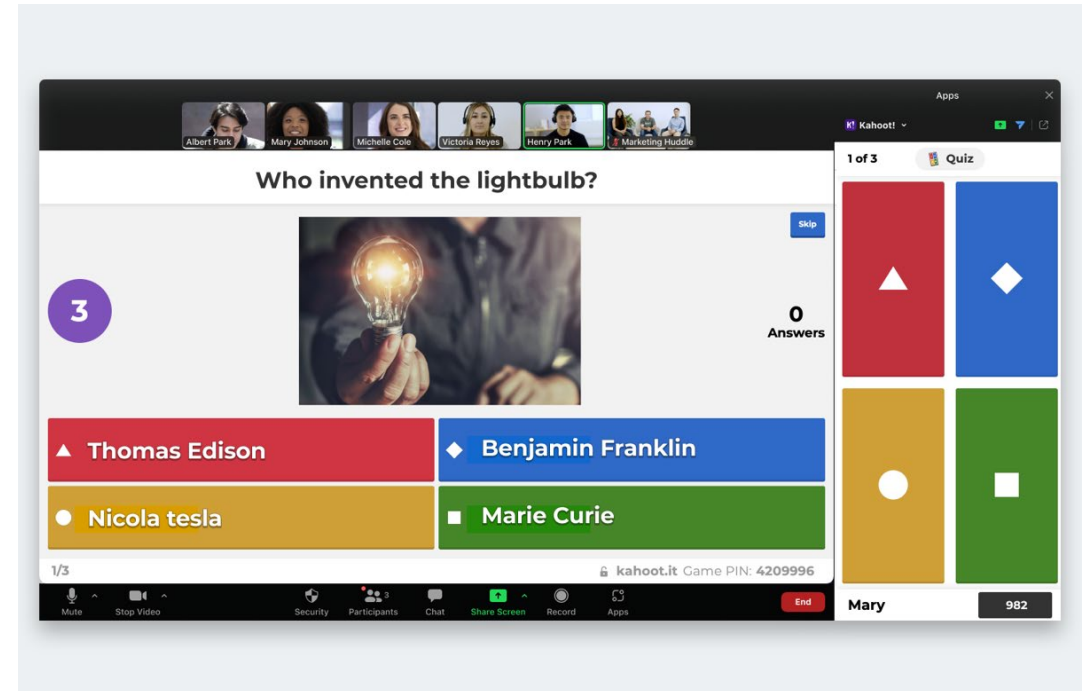 Apps
Albert Park
Mary Johnson
Michelle Cole
Victoria Reyes
Henry Park
Marketing Huddle
K! Kahoot!
1 of 3
Quiz
Who invented the lightbulb?
Skip
3
0
Answers
Thomas Edison
Benjamin Franklin
Nicola tesla
Marie Curie
1/3
kahoot.it Game PIN: 4209996
Mute
Stop Video
Security
3
Participants
Chat
Share Screen
Record
Apps
End
Mary
982